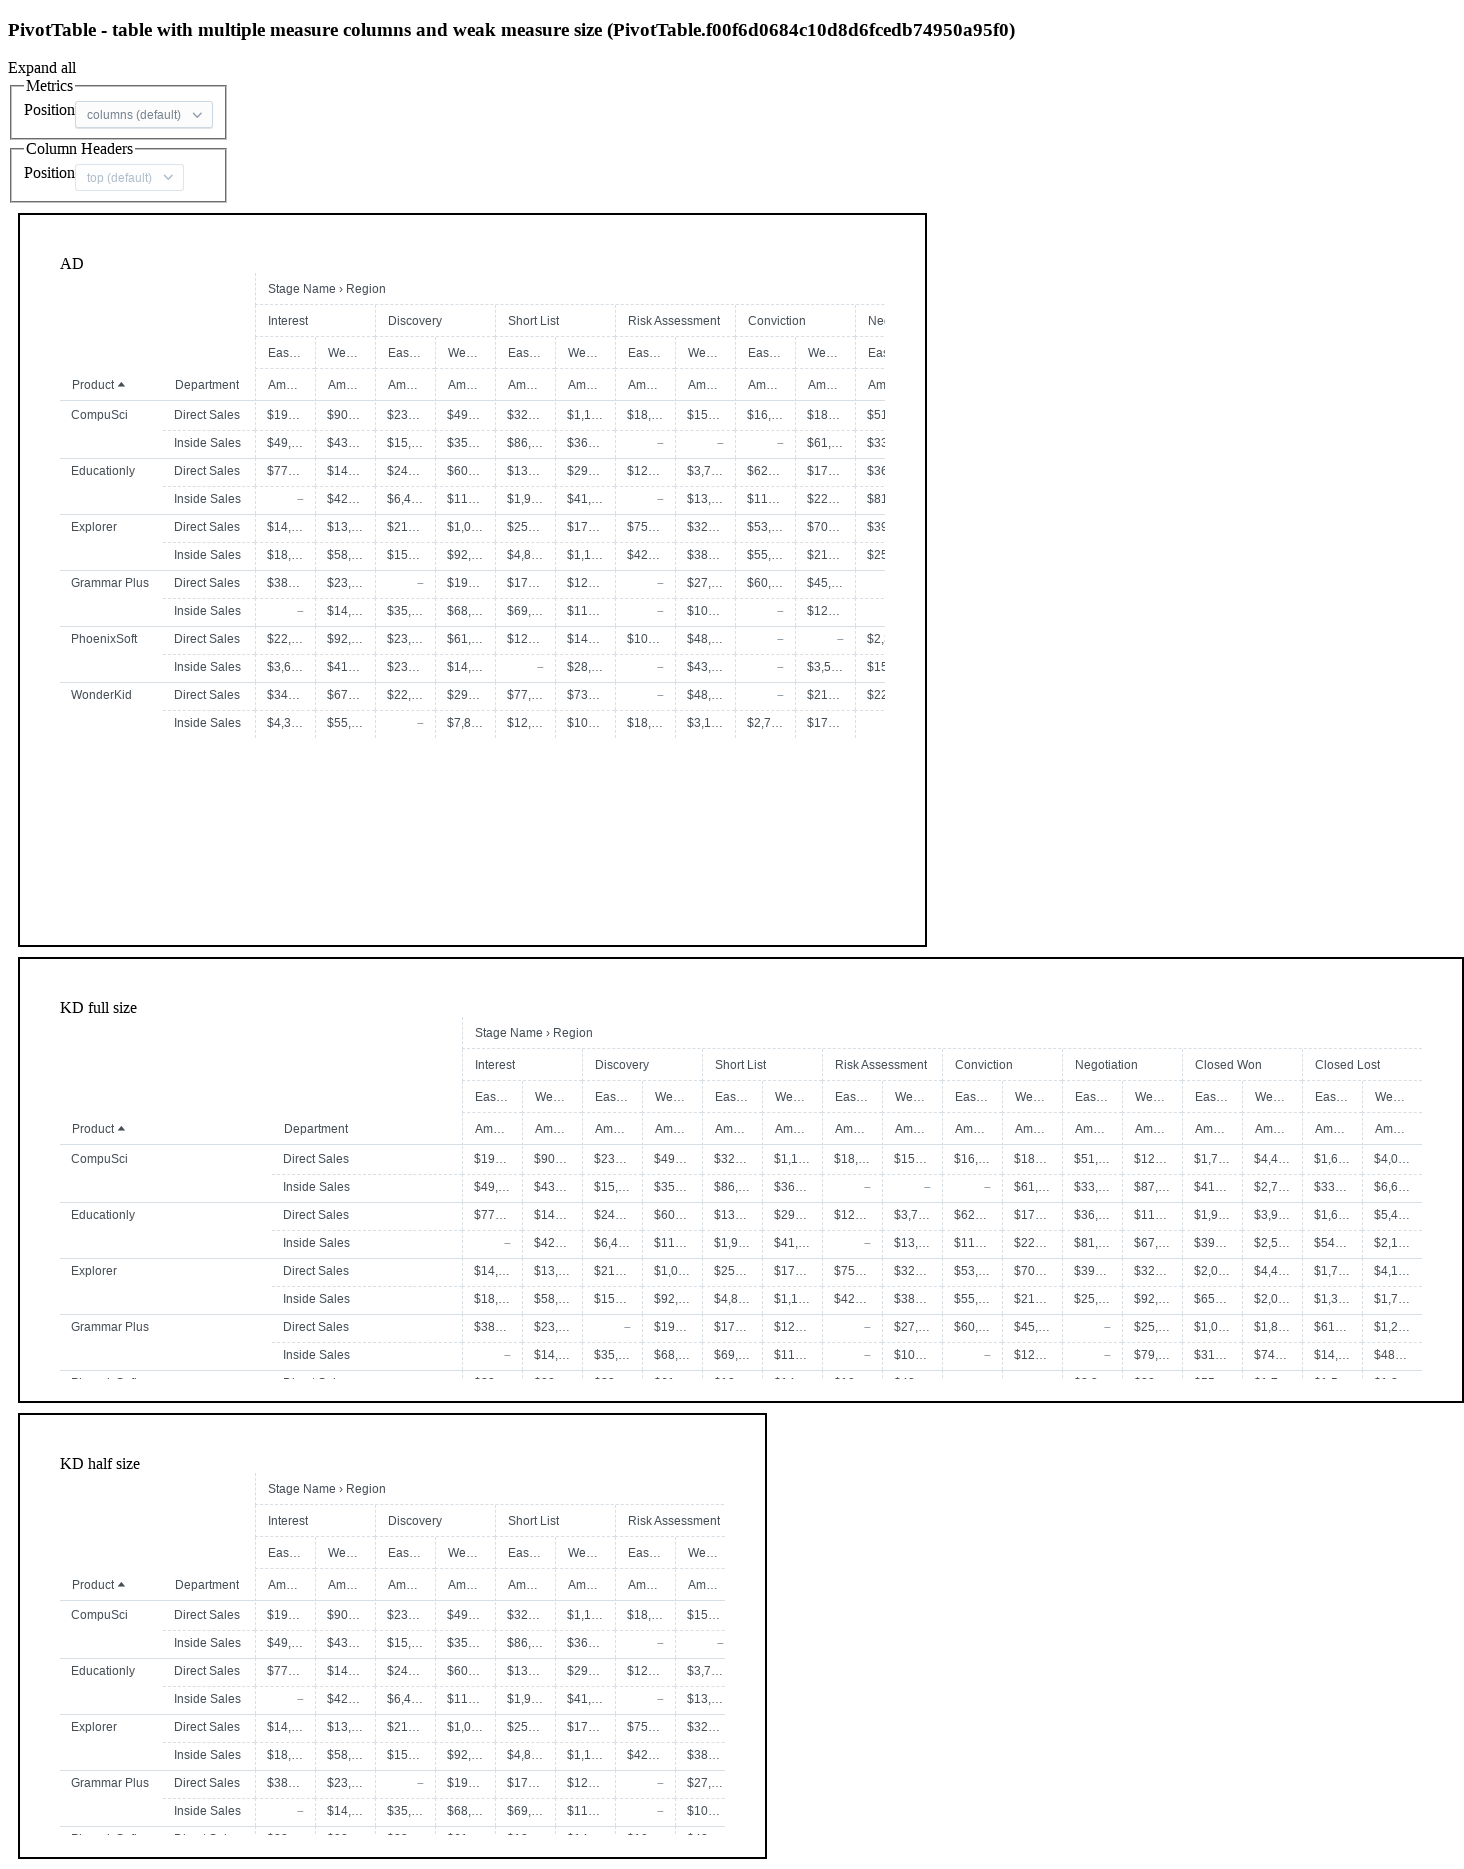 PivotTable - table with multiple measure columns and weak measure size (PivotTable.f00f6d0684c10d8d6fcedb74950a95f0)
Expand all
Metrics
Position columns (default)
Column Headers
Position top (default)
AD
Stage Name › Region
Interest Discovery Short List Risk Assessment Conviction
Eas… We… Eas… We… Eas… We… Eas… We… Eas… We… Eas
Product Department Am… Am… Am… Am… Am… Am… Am… Am… Am… Am… Am
CompuSci Direct Sales $19… $90… $23… $49… $32… $1,1… $18,… $15… $16,… $18… $51
Inside Sales $49,… $43… $15,… $35… $86,… $36… – – – $61,… $33
Educationly Direct Sales $77… $14… $24… $60… $13… $29… $12… $3,7… $62… $17… $36
Inside Sales – $42… $6,4… $11… $1,9… $41,… – $13,… $11… $22… $81
Explorer Direct Sales $14,… $13,… $21… $1,0… $25… $17… $75… $32… $53,… $70… $39
Inside Sales $18,… $58,… $15… $92,… $4,8… $1,1… $42… $38… $55,… $21… $25
Grammar Plus Direct Sales $38… $23,… – $19… $17… $12… – $27,… $60,… $45,…
Inside Sales – $14,… $35,… $68,… $69,… $11… – $10… – $12…
PhoenixSoft Direct Sales $22,… $92,… $23,… $61,… $12… $14… $10… $48,… – – $2,
Inside Sales $3,6… $41… $23… $14,… – $28,… – $43,… – $3,5… $15
WonderKid Direct Sales $34… $67… $22,… $29… $77,… $73… – $48,… – $21… $22
Inside Sales $4,3… $55,… – $7,8… $12,… $10… $18,… $3,1… $2,7… $17…
KD full size
Stage Name › Region
Interest Discovery Short List Risk Assessment Conviction Negotiation Closed Won Closed Lost
Eas… We… Eas… We… Eas… We… Eas… We… Eas… We… Eas… We… Eas… We… Eas… We…
Product Department Am… Am… Am… Am… Am… Am… Am… Am… Am… Am… Am… Am… Am… Am… Am… Am…
CompuSci Direct Sales $19… $90… $23… $49… $32… $1,1… $18,… $15… $16,… $18… $51,… $12… $1,7… $4,4… $1,6… $4,0…
Inside Sales $49,… $43… $15,… $35… $86,… $36… – – – $61,… $33,… $87,… $41… $2,7… $33… $6,6…
Educationly Direct Sales $77… $14… $24… $60… $13… $29… $12… $3,7… $62… $17… $36,… $11… $1,9… $3,9… $1,6… $5,4…
Inside Sales – $42… $6,4… $11… $1,9… $41,… – $13,… $11… $22… $81,… $67,… $39… $2,5… $54… $2,1…
Explorer Direct Sales $14,… $13,… $21… $1,0… $25… $17… $75… $32… $53,… $70… $39… $32… $2,0… $4,4… $1,7… $4,1…
Inside Sales $18,… $58,… $15… $92,… $4,8… $1,1… $42… $38… $55,… $21… $25,… $92,… $65… $2,0… $1,3… $1,7…
Grammar Plus Direct Sales $38… $23,… – $19… $17… $12… – $27,… $60,… $45,… – $25,… $1,0… $1,8… $61… $1,2…
Inside Sales – $14,… $35,… $68,… $69,… $11… – $10… – $12… – $79,… $31… $74… $14,… $48…
KD half size
Stage Name › Region
Interest Discovery Short List Risk Assessment
Eas… We… Eas… We… Eas… We… Eas… We…
Product Department Am… Am… Am… Am… Am… Am… Am… Am…
CompuSci Direct Sales $19… $90… $23… $49… $32… $1,1… $18,… $15…
Inside Sales $49,… $43… $15,… $35… $86,… $36… – –
Educationly Direct Sales $77… $14… $24… $60… $13… $29… $12… $3,7…
Inside Sales – $42… $6,4… $11… $1,9… $41,… – $13,…
Explorer Direct Sales $14,… $13,… $21… $1,0… $25… $17… $75… $32…
Inside Sales $18,… $58,… $15… $92,… $4,8… $1,1… $42… $38…
Grammar Plus Direct Sales $38… $23,… – $19… $17… $12… – $27,…
Inside Sales – $14,… $35,… $68,… $69,… $11… – $10…